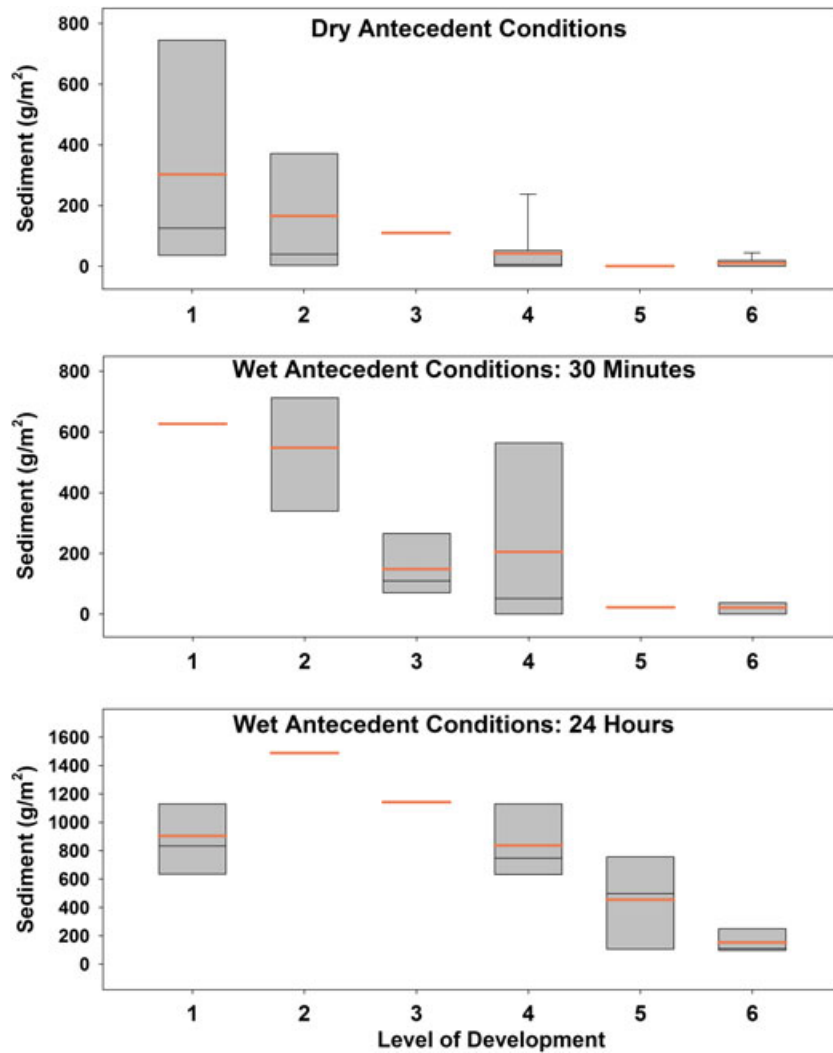 Dry Antecedent Conditions
Sediment (g/m²)
800
600
400
200
0
1 2 3 4 5 6
Wet Antecedent Conditions: 30 Minutes
Sediment (g/m²)
800
600
400
200
0
1 2 3 4 5 6
Wet Antecedent Conditions: 24 Hours
Sediment (g/m²)
1600
1400
1200
1000
800
600
400
200
0
1 2 3 4 5 6
Level of Development